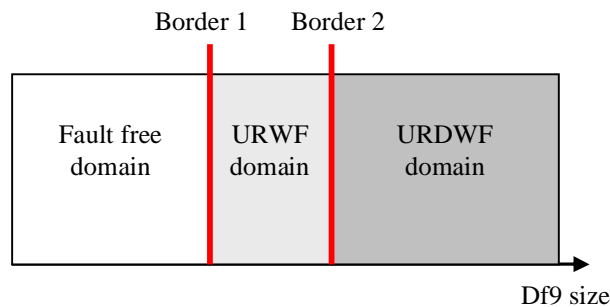 Border 1 Border 2
Fault free URWF URDWF
domain domain domain
Df9 size